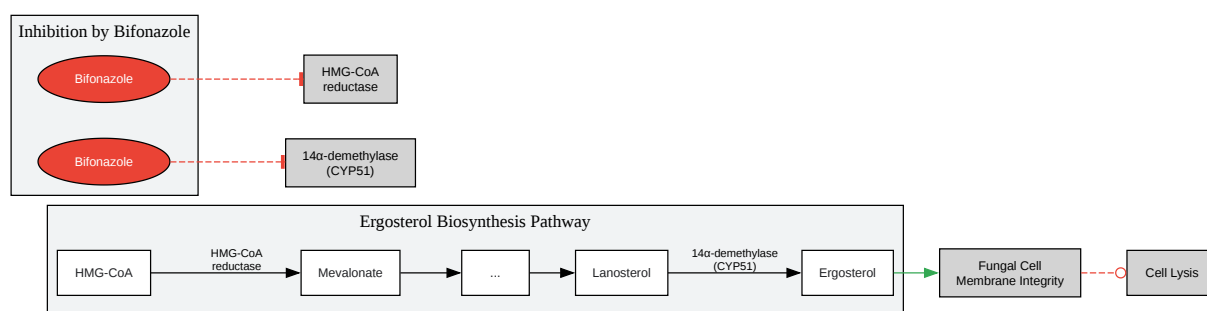 Inhibition by Bifonazole
Bifonazole
HMG-CoA
reductase
Bifonazole
14α-demethylase
(CYP51)
Ergosterol Biosynthesis Pathway
HMG-CoA
HMG-CoA
reductase
Mevalonate
...
Lanosterol
14α-demethylase
(CYP51)
Ergosterol
Fungal Cell
Membrane Integrity
Cell Lysis